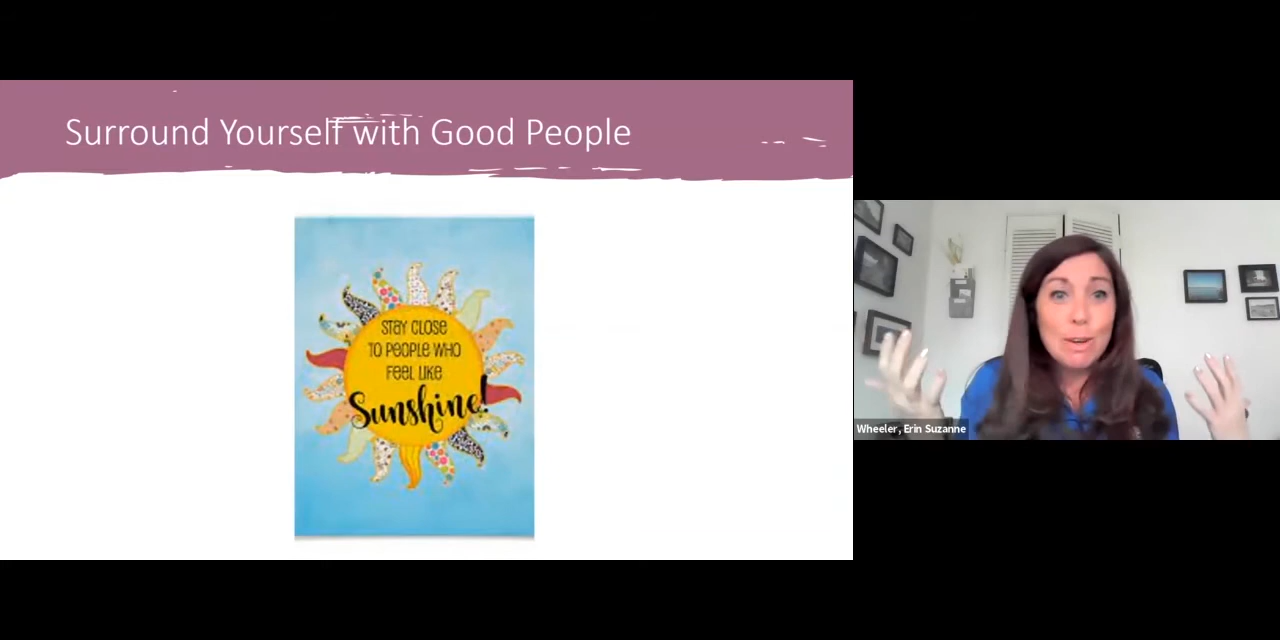 Surround Yourself with Good People
STAY CLOSE
TO PEOPLE WHO
FEEL LIKE
Sunshine!
Wheeler, Erin Suzanne